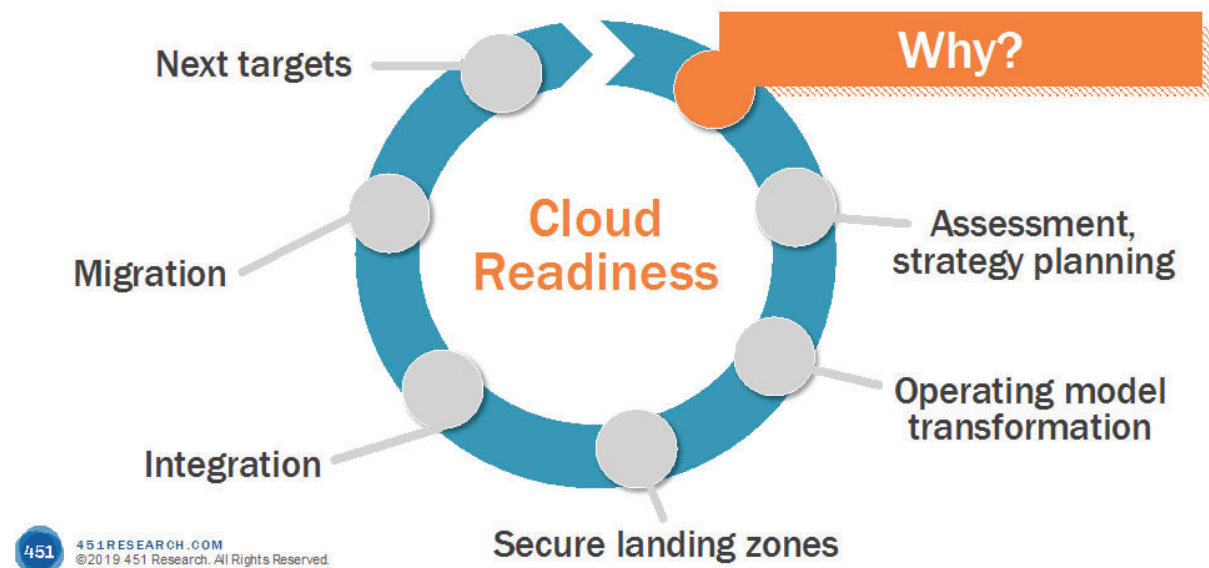 Why?
Next targets
Cloud
Readiness
Assessment,
strategy planning
Migration
Operating model
transformation
Integration
Secure landing zones
451
451RESEARCH.COM
©2019 451 Research. All Rights Reserved.